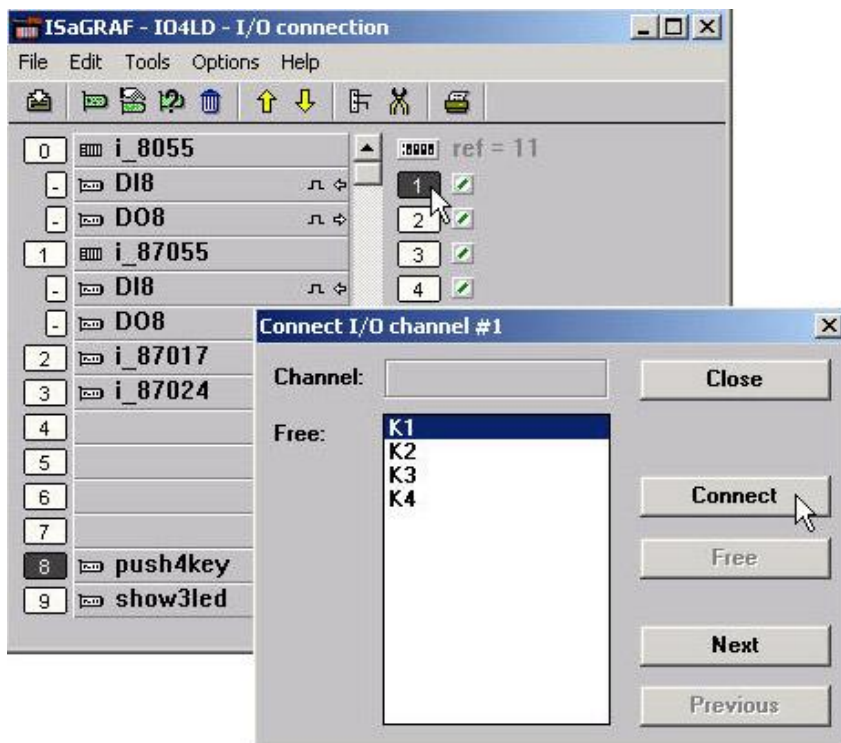 ISaGRAF - IO4LD - I/O connection
File Edit Tools Options Help
0 i_8055
- DI8
- DO8
1 i_87055
- DI8
- DO8
2 i_87017
3 i_87024
4
5
6
7
8 push4key
9 show3led
ref = 11
1
2
3
4
Connect I/O channel #1
Channel:
Close
Free:
K1
K2
K3
K4
Connect
Free
Next
Previous